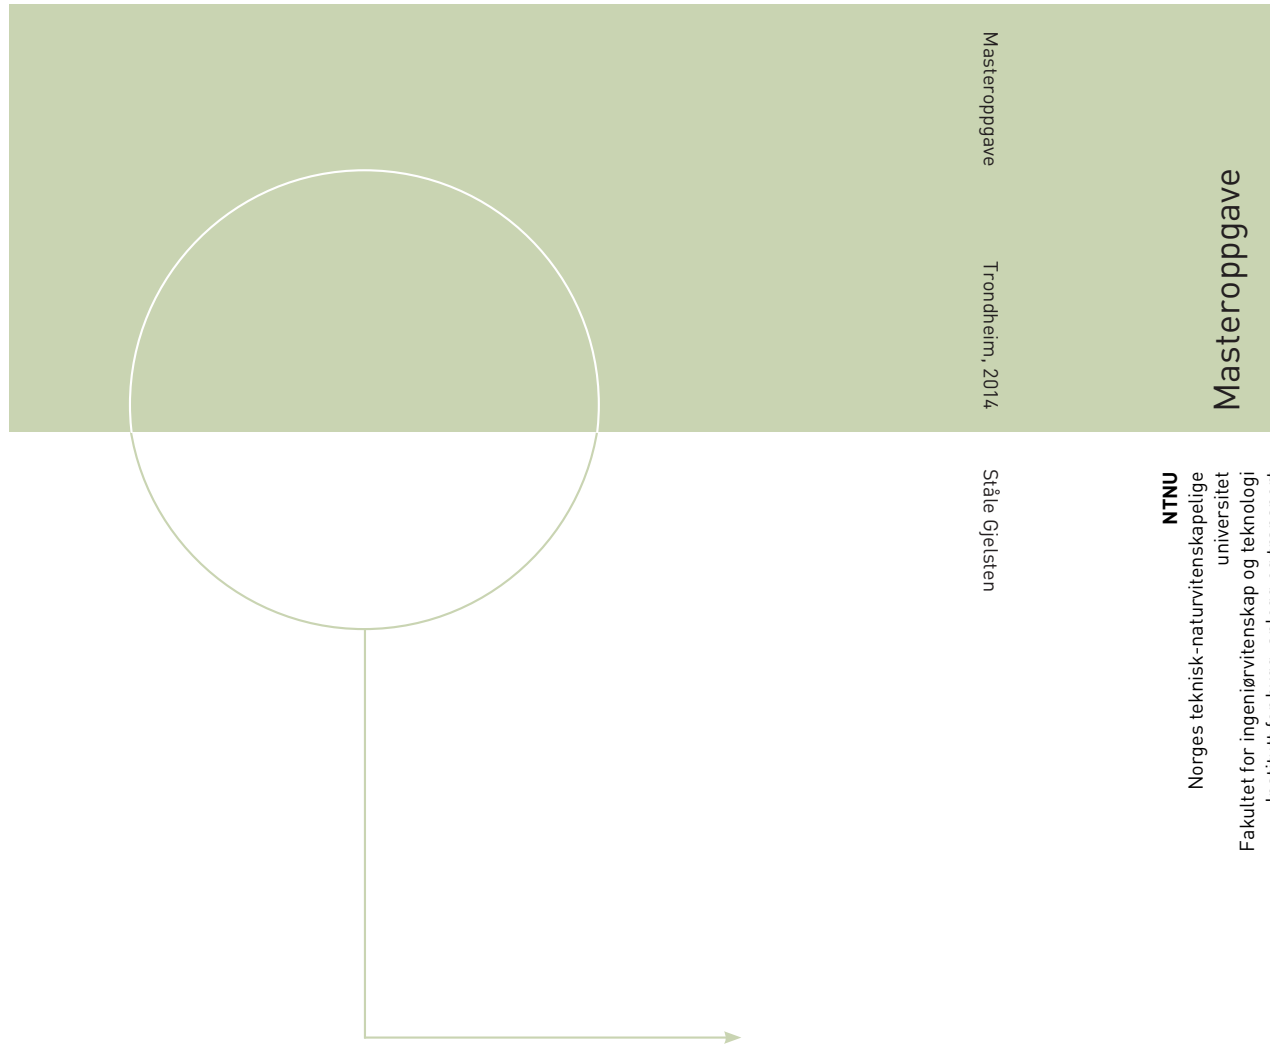 Masteroppgave
Trondheim, 2014
Ståle Gjelsten
Masteroppgave
NTNU
Norges teknisk-naturvitenskapelige
universitet
Fakultet for ingeniørvitenskap og teknologi